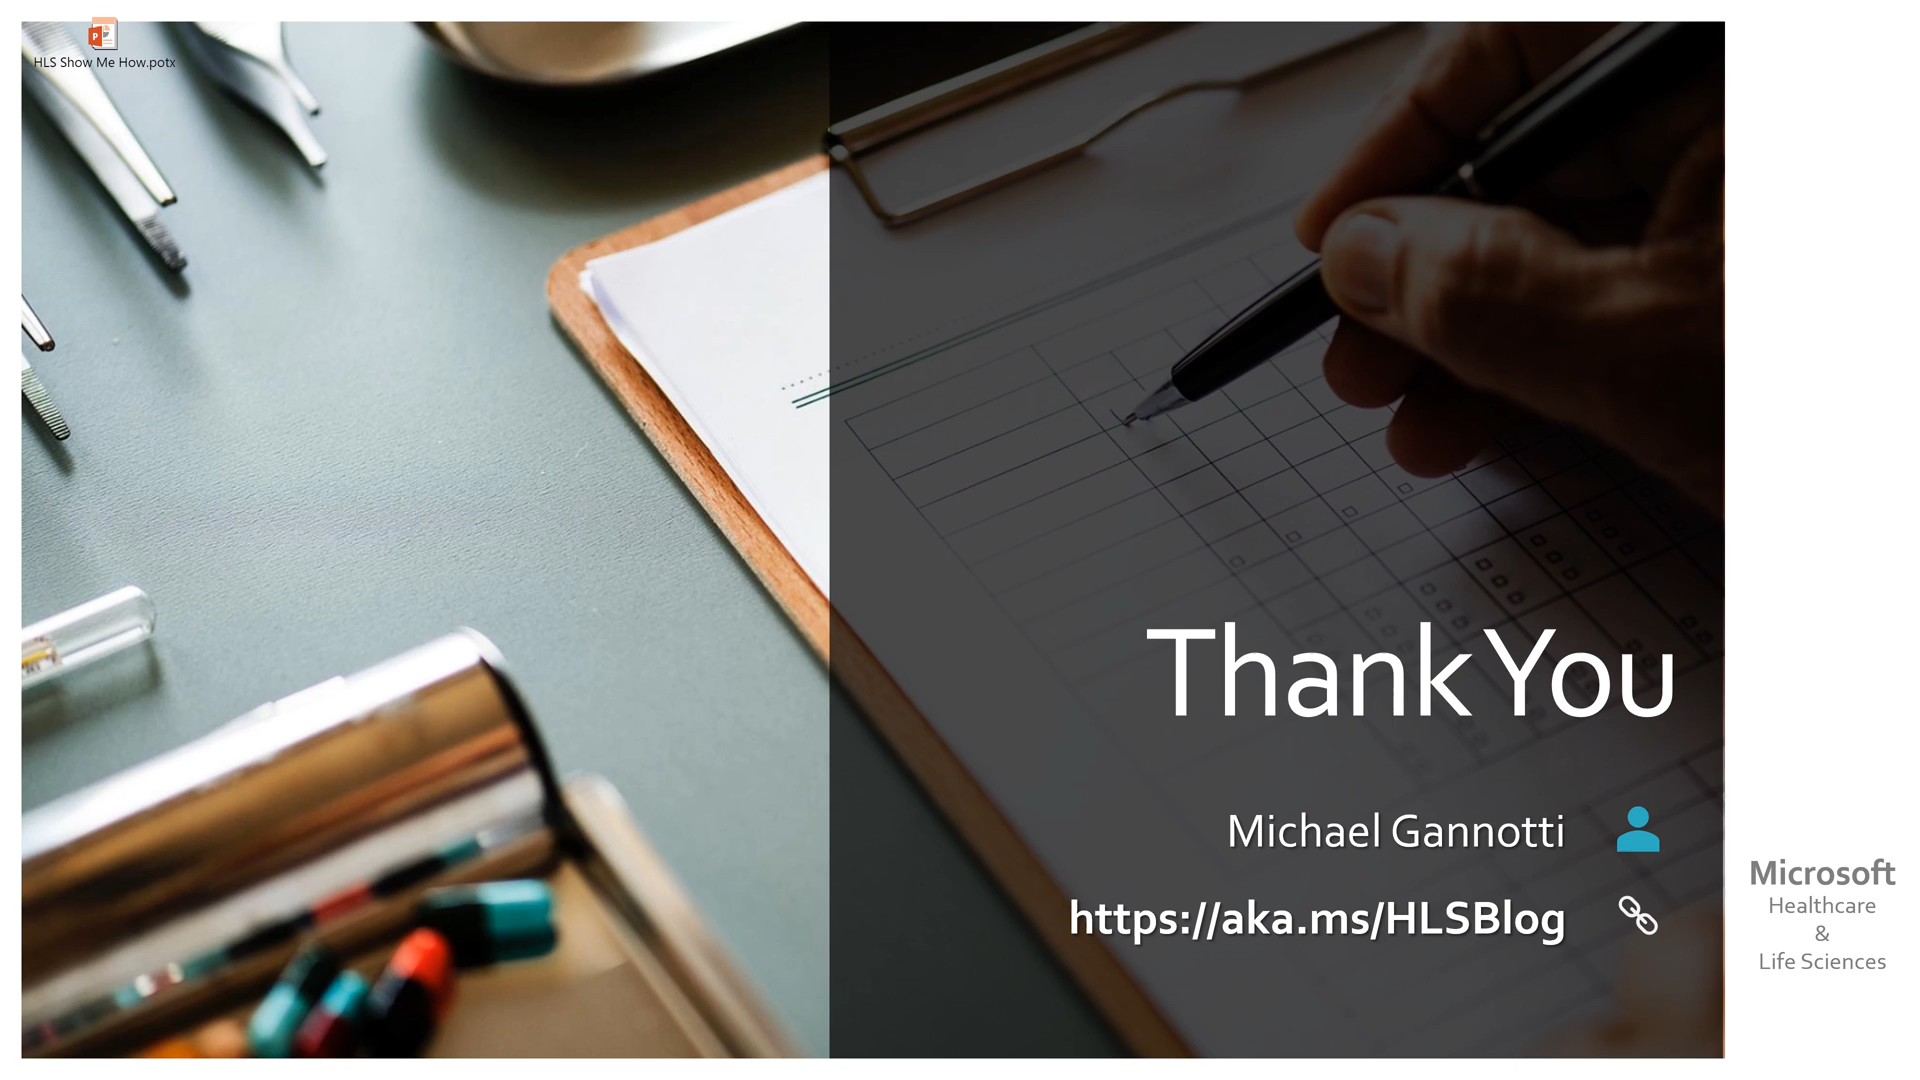 HLS Show Me How.potx
Thank You
Michael Gannotti
https://aka.ms/HLSBlog
Microsoft
Healthcare
&
Life Sciences